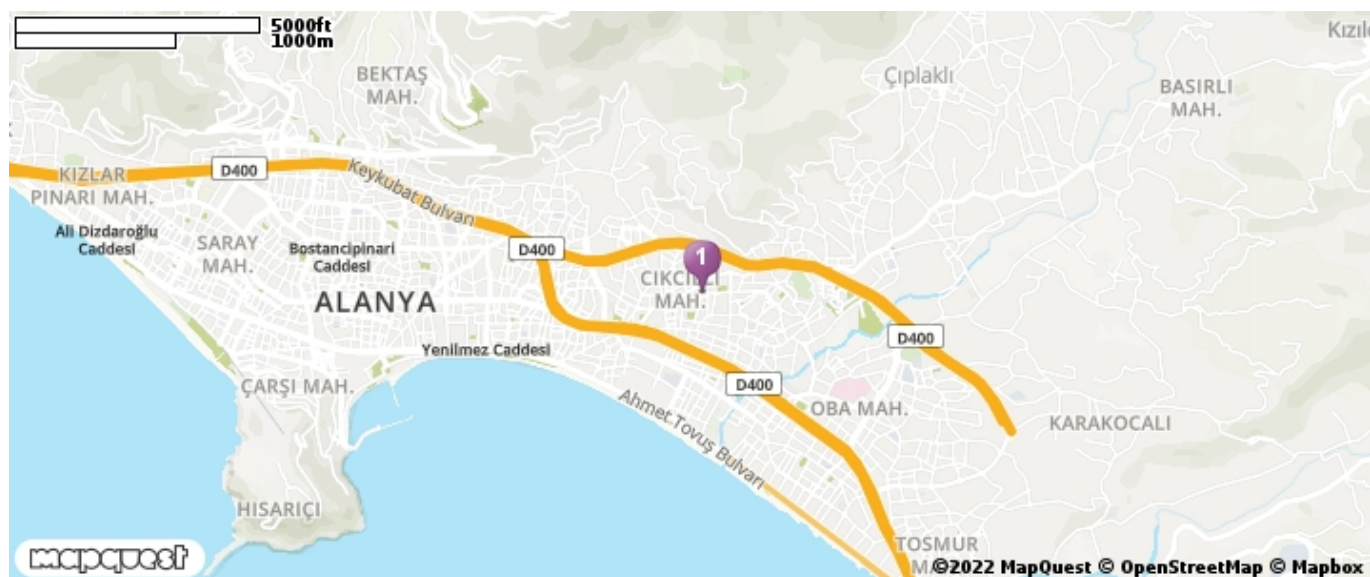 5000ft
1000m
BEKTAŞ
MAH.
Çıplaklı
BASIRLI
MAH.
KIZLAR
PINARI MAH.
D400
Keykubat Bulvarı
Ali Dizdaroğlu
Caddesi
SARAY
MAH.
Bostancipinari
Caddesi
D400
1
MAH.
ALANYA
D400
Yenilmez Caddesi
D400
ÇARŞI MAH.
Ahmet Tovuş Bulvarı
OBA MAH.
KARAKOCALI
HISARIÇI
TOSMUR
mapquest
©2022 MapQuest © OpenStreetMap © Mapbox